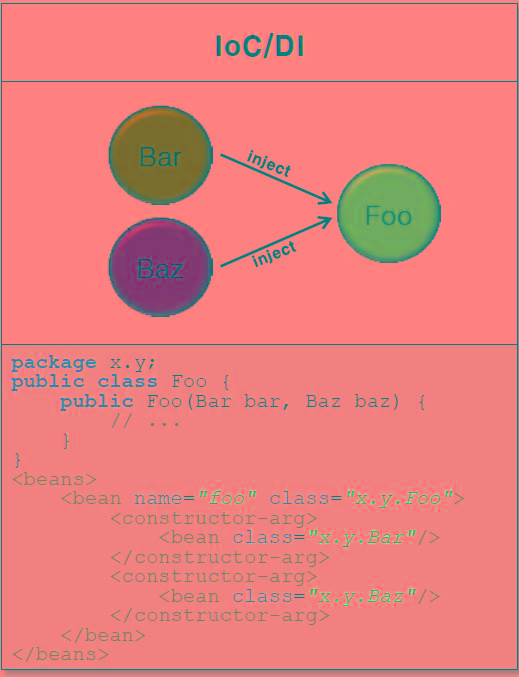 IoC/DI
Bar
inject
Foo
Baz
inject
package x.y;
public class Foo {
    public Foo(Bar bar, Baz baz) {
        // ...
    }
}
<beans>
    <bean name="foo" class="x.y.Foo">
        <constructor-arg>
            <bean class="x.y.Bar"/>
        </constructor-arg>
        <constructor-arg>
            <bean class="x.y.Baz"/>
        </constructor-arg>
    </bean>
</beans>